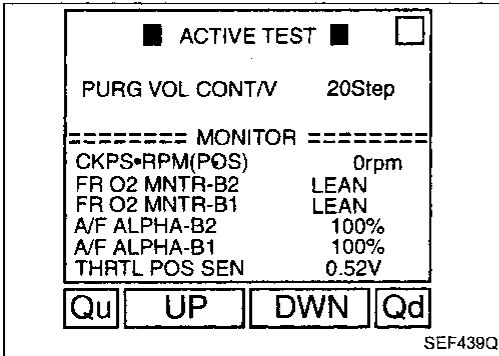 ■ ACTIVE TEST ■
PURG VOL CONT/V 20Step
======== MONITOR ========
CKPS•RPM(POS) 0rpm
FR O2 MNTR-B2 LEAN
FR O2 MNTR-B1 LEAN
A/F ALPHA-B2 100%
A/F ALPHA-B1 100%
THRTL POS SEN 0.52V
Qu UP DWN Qd
SEF439Q